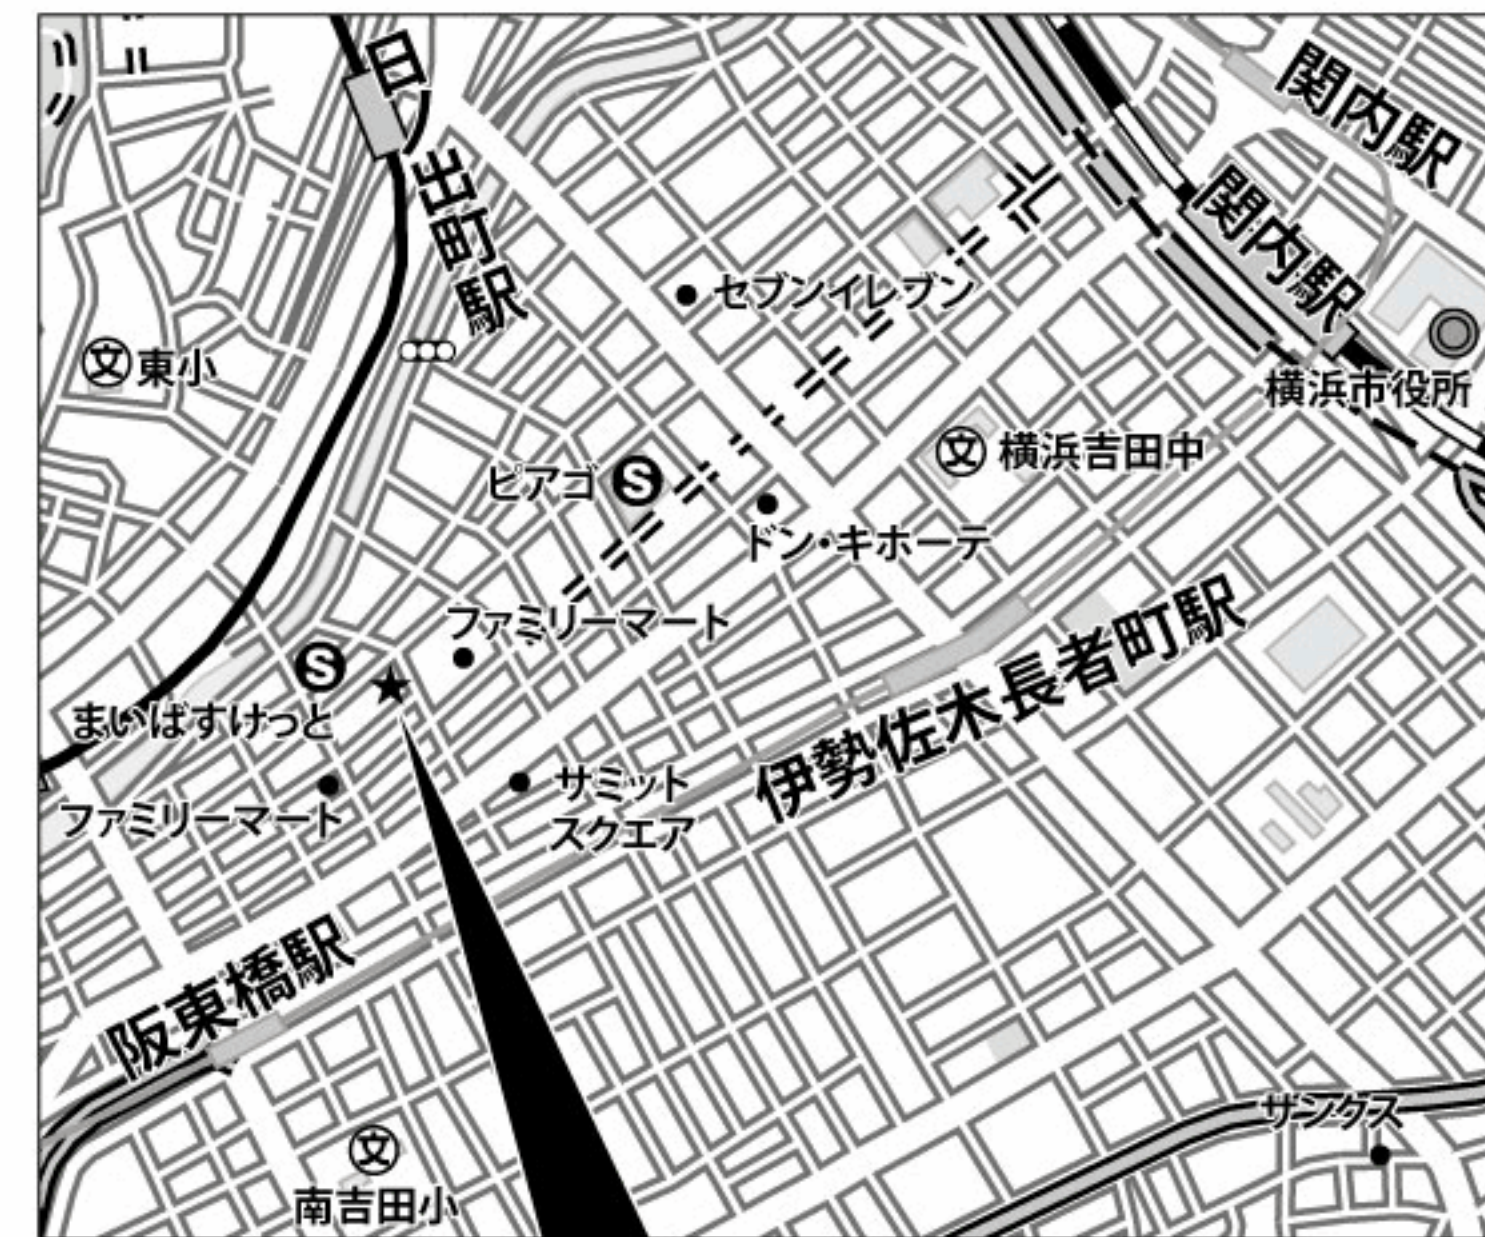 日ノ出町駅
関内駅
関内駅
セブンイレブン
文 東小
横浜市役所
文 横浜吉田中
ピアゴ S
ドン・キホーテ
ファミリーマート
伊勢佐木長者町駅
S
まいばすけっと
サミット
スクエア
ファミリーマート
阪東橋駅
サンクス
文
南吉田小